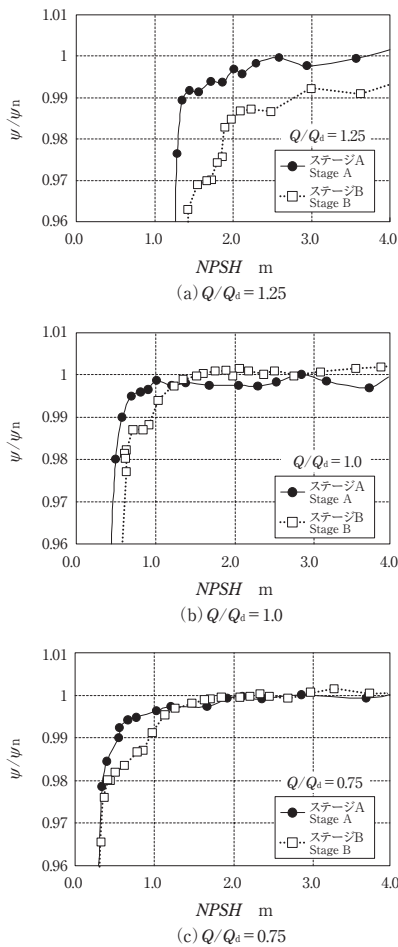 1.01
1
0.99
0.98
0.97
0.96
ψ/ψn
Q/Qd = 1.25
ステージA
Stage A
ステージB
Stage B
0.0 1.0 2.0 3.0 4.0
NPSH m
(a) Q/Qd = 1.25
1.01
1
0.99
0.98
0.97
0.96
ψ/ψn
Q/Qd = 1.0
ステージA
Stage A
ステージB
Stage B
0.0 1.0 2.0 3.0 4.0
NPSH m
(b) Q/Qd = 1.0
1.01
1
0.99
0.98
0.97
0.96
ψ/ψn
Q/Qd = 0.75
ステージA
Stage A
ステージB
Stage B
0.0 1.0 2.0 3.0 4.0
NPSH m
(c) Q/Qd = 0.75